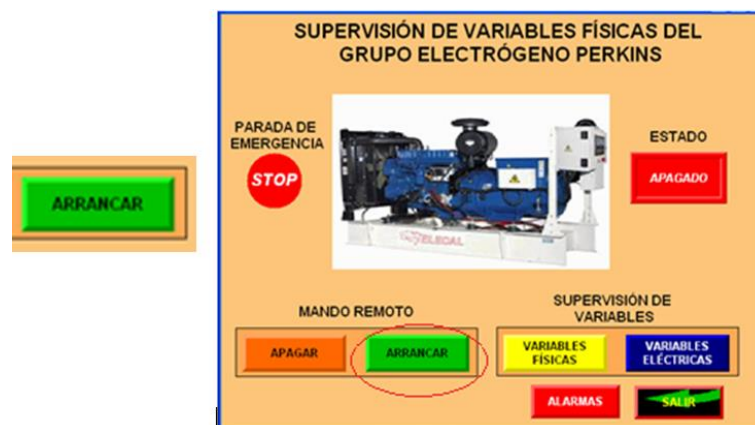 ARRANCAR
SUPERVISIÓN DE VARIABLES FÍSICAS DEL
GRUPO ELECTRÓGENO PERKINS
PARADA DE
EMERGENCIA
STOP
ESTADO
APAGADO
MANDO REMOTO
APAGAR
ARRANCAR
SUPERVISIÓN DE
VARIABLES
VARIABLES
FÍSICAS
VARIABLES
ELÉCTRICAS
ALARMAS
SALIR